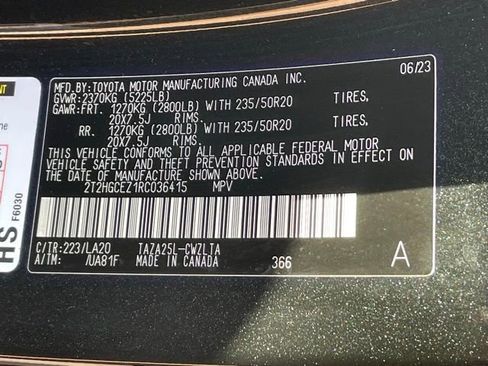 MFD.BY:TOYOTA MOTOR MANUFACTURING CANADA INC. 06/23
GVWR:2370KG (5225LB)
GAWR:FRT. 1270KG (2800LB) WITH 235/50R20 TIRES,
20X7.5J RIMS.
RR. 1270KG (2800LB) WITH 235/50R20 TIRES,
20X7.5J RIMS.
THIS VEHICLE CONFORMS TO ALL APPLICABLE FEDERAL MOTOR
VEHICLE SAFETY AND THEFT PREVENTION STANDARDS IN EFFECT ON
THE DATE OF MANUFACTURE SHOWN ABOVE.
2T2HGCEZ1RC036415 MPV
C/TR:223/LA20 TAZA25L-CWZLTA
A/TM: /UA81F MADE IN CANADA 366 A
HS
F6030